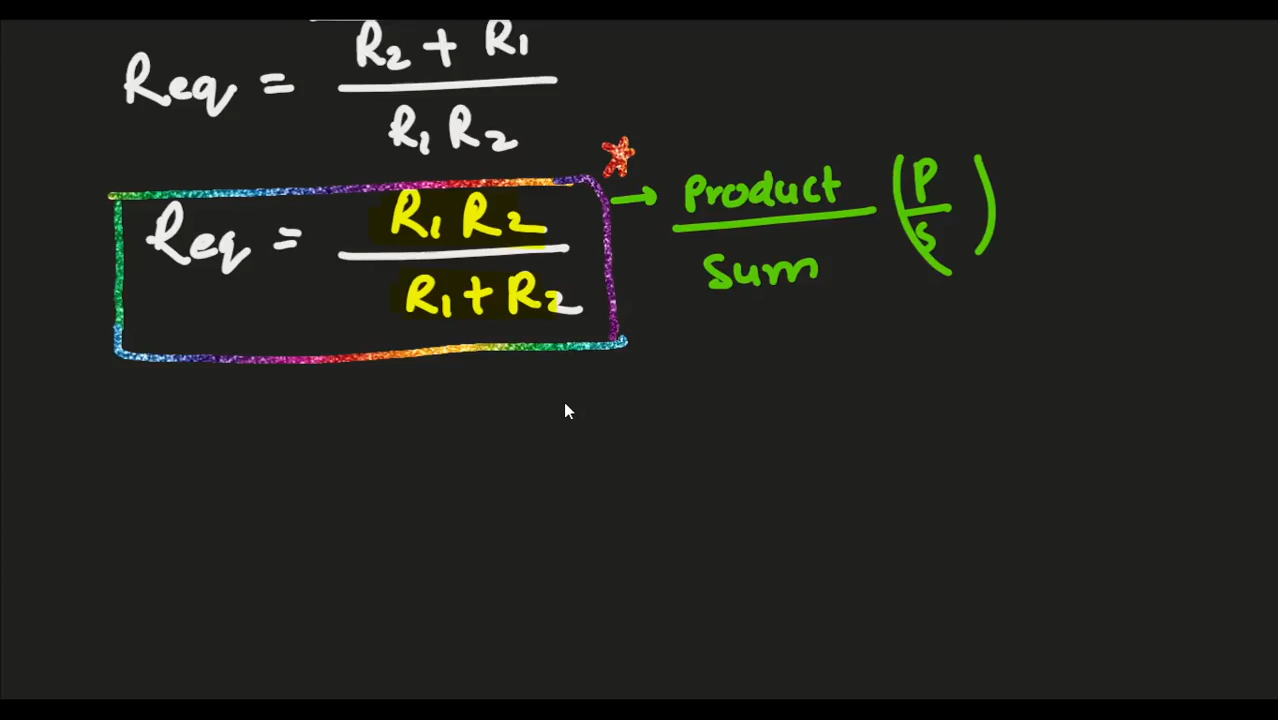 Req = R2 + R1 / R1 R2
Req = R1 R2 / R1 + R2 → Product / Sum (P / S)